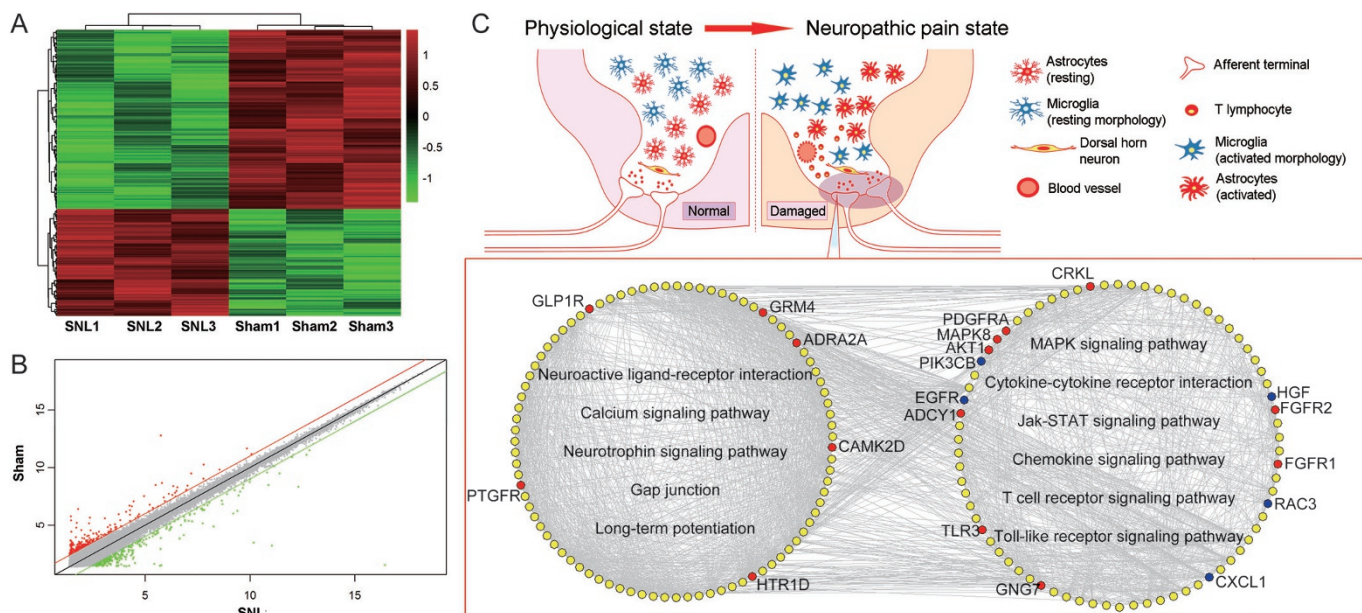 A
1
0.5
0
-0.5
-1
SNL1 SNL2 SNL3 Sham1 Sham2 Sham3
B
15
10
5
Sham
5 10 15
SNL
C
Physiological state Neuropathic pain state
Normal
Damaged
Astrocytes
(resting)
Microglia
(resting morphology)
Dorsal horn
neuron
Blood vessel
Afferent terminal
T lymphocyte
Microglia
(activated morphology)
Astrocytes
(activated)
GLP1R
GRM4
ADRA2A
Neuroactive ligand-receptor interaction
Calcium signaling pathway
CAMK2D
Neurotrophin signaling pathway
PTGFR
Gap junction
Long-term potentiation
HTR1D
CRKL
PDGFRA
MAPK8
AKT1
PIK3CB
EGFR
ADCY1
MAPK signaling pathway
Cytokine-cytokine receptor interaction
HGF
FGFR2
Jak-STAT signaling pathway
Chemokine signaling pathway
FGFR1
T cell receptor signaling pathway
RAC3
TLR3
Toll-like receptor signaling pathway
GNG7
CXCL1